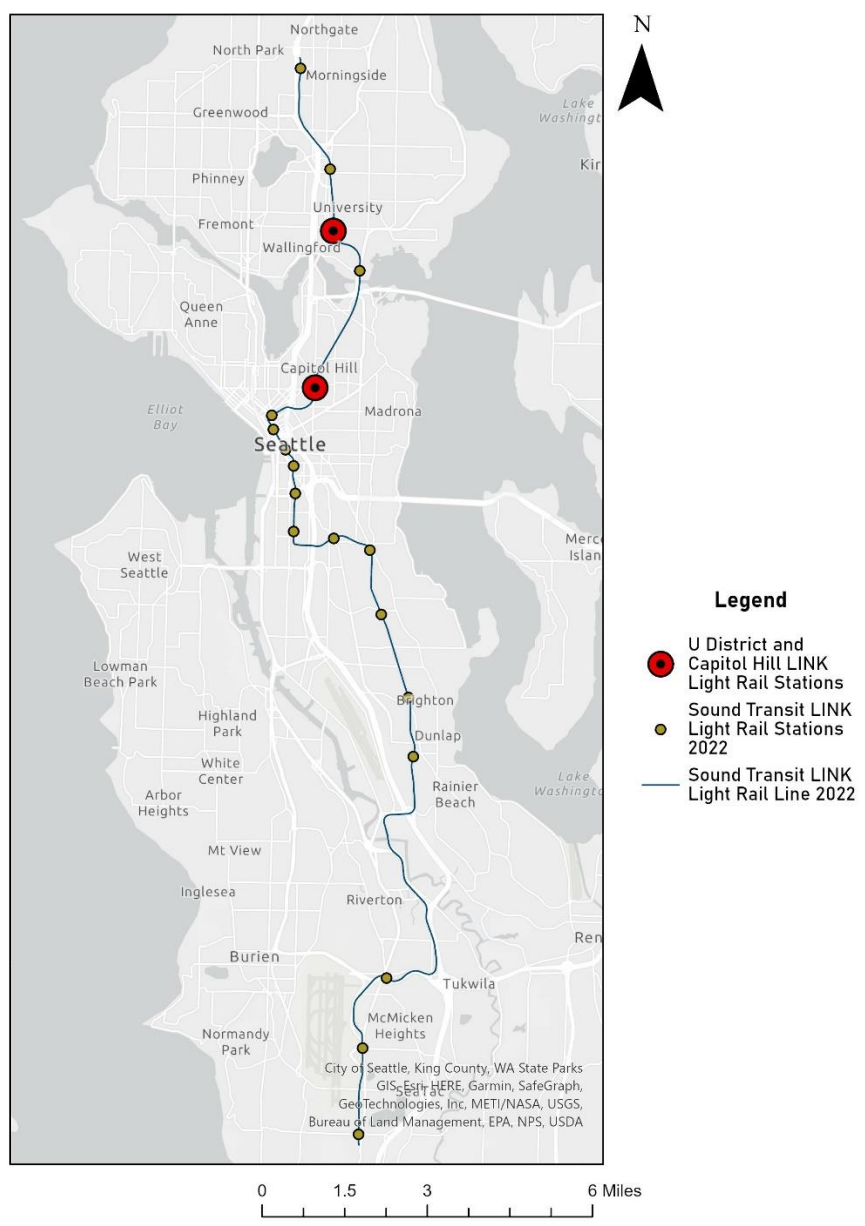 N
Northgate
North Park
Morningside
Lake
Washingt
Greenwood
Kir
Phinney
University
Fremont
Wallingford
Queen
Anne
Capitol Hill
Elliot
Bay
Madrona
Seattle
Merc
Islan
West
Seattle
Lowman
Beach Park
Brighton
Highland
Park
Dunlap
White
Center
Lake
Washingto
Rainier
Beach
Arbor
Heights
Mt View
Inglesea
Riverton
Ren
Burien
Tukwila
McMicken
Heights
Normandy
Park
SeaTac
City of Seattle, King County, WA State Parks
GIS, Esri, HERE, Garmin, SafeGraph,
GeoTechnologies, Inc, METI/NASA, USGS,
Bureau of Land Management, EPA, NPS, USDA
Legend
U District and
Capitol Hill LINK
Light Rail Stations
Sound Transit LINK
Light Rail Stations
2022
Sound Transit LINK
Light Rail Line 2022
0 1.5 3 6 Miles